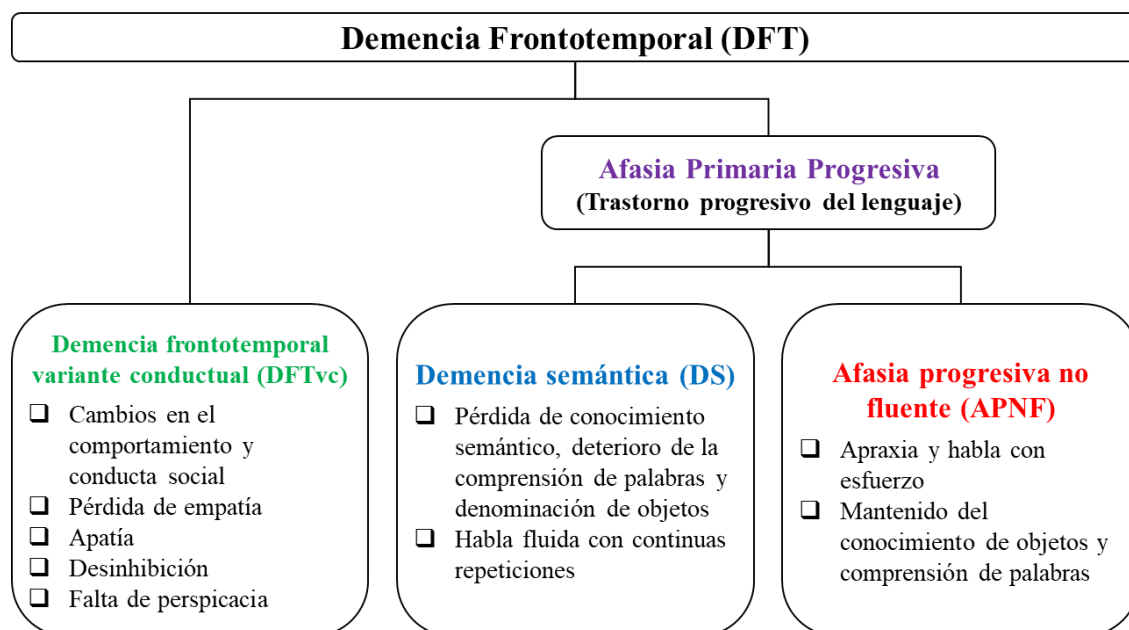 Demencia Frontotemporal (DFT)
Afasia Primaria Progresiva
(Trastorno progresivo del lenguaje)
Demencia frontotemporal
variante conductual (DFTvc)
❑ Cambios en el
comportamiento y
conducta social
❑ Pérdida de empatía
❑ Apatía
❑ Desinhibición
❑ Falta de perspicacia
Demencia semántica (DS)
❑ Pérdida de conocimiento
semántico, deterioro de la
comprensión de palabras y
denominación de objetos
❑ Habla fluida con continuas
repeticiones
Afasia progresiva no
fluente (APNF)
❑ Apraxia y habla con
esfuerzo
❑ Mantenido del
conocimiento de objetos y
comprensión de palabras